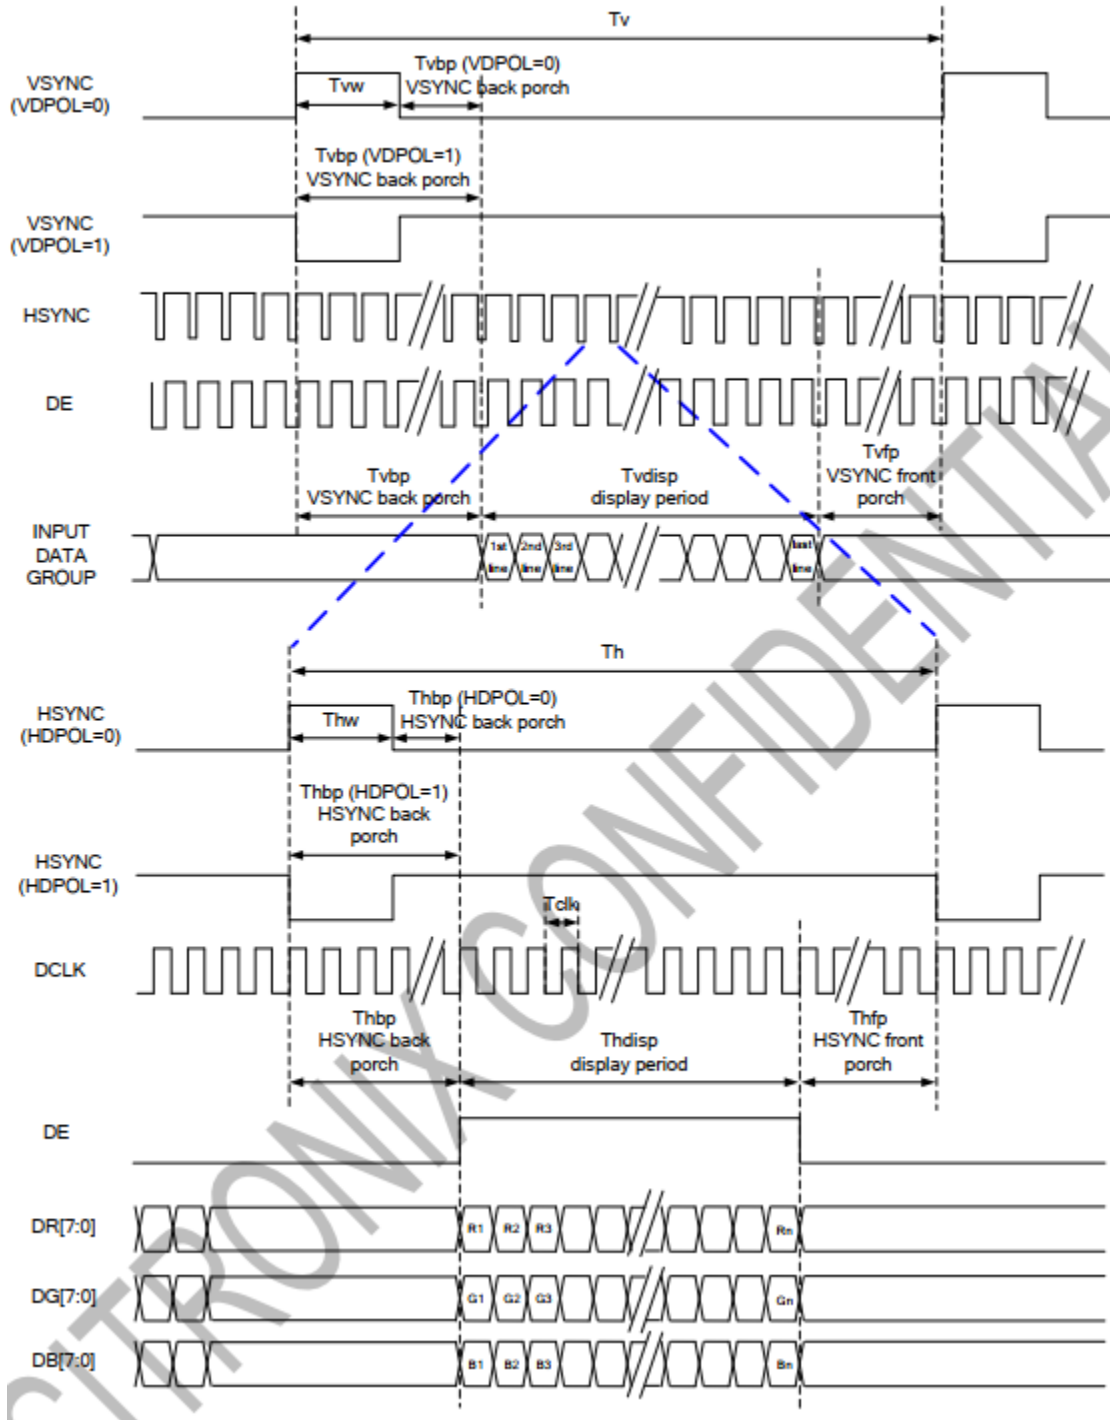 Tv
VSYNC
(VDPOL=0)
Tvw
Tvbp (VDPOL=0)
VSYNC back porch
Tvbp (VDPOL=1)
VSYNC back porch
VSYNC
(VDPOL=1)
HSYNC
DE
Tvbp
VSYNC back porch
Tvdisp
display period
Tvfp
VSYNC front
porch
INPUT
DATA
GROUP
1st
line
2nd
line
3rd
line
last
line
Th
HSYNC
(HDPOL=0)
Thw
Thbp (HDPOL=0)
HSYNC back porch
Thbp (HDPOL=1)
HSYNC back
porch
HSYNC
(HDPOL=1)
Tclk
DCLK
Thbp
HSYNC back
porch
Thdisp
display period
Thfp
HSYNC front
porch
DE
DR[7:0]
R1 R2 R3 Rn
DG[7:0]
G1 G2 G3 Gn
DB[7:0]
B1 B2 B3 Bn
CONFIDENTIAL